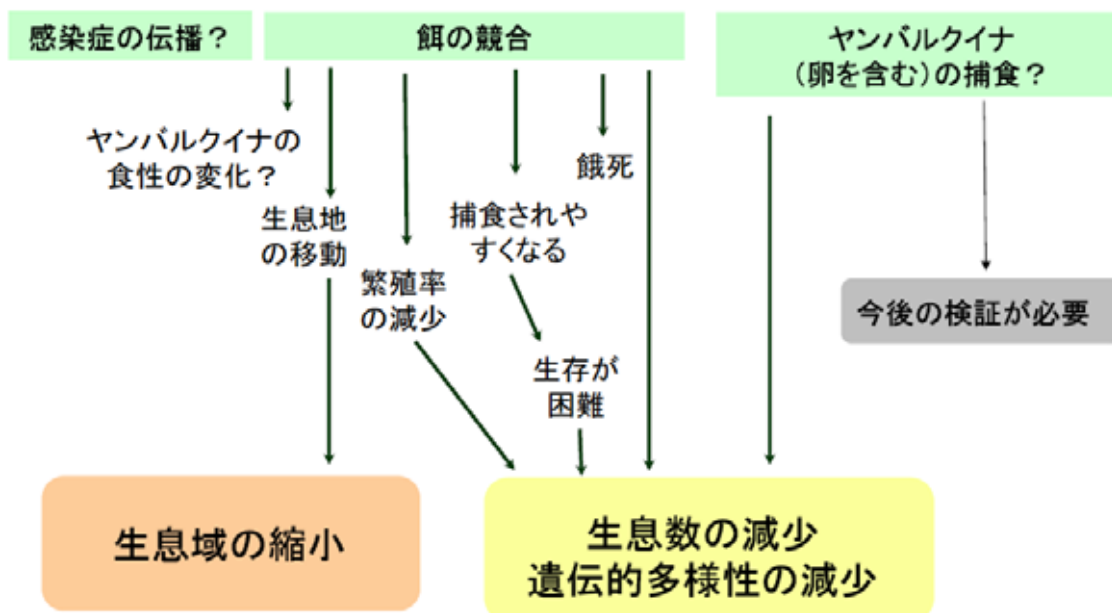 感染症の伝播？
餌の競合
ヤンバルクイナ
（卵を含む）の捕食？
ヤンバルクイナの
食性の変化？
餓死
生息地
の移動
捕食されや
すくなる
繁殖率
の減少
今後の検証が必要
生存が
困難
生息域の縮小
生息数の減少
遺伝的多様性の減少